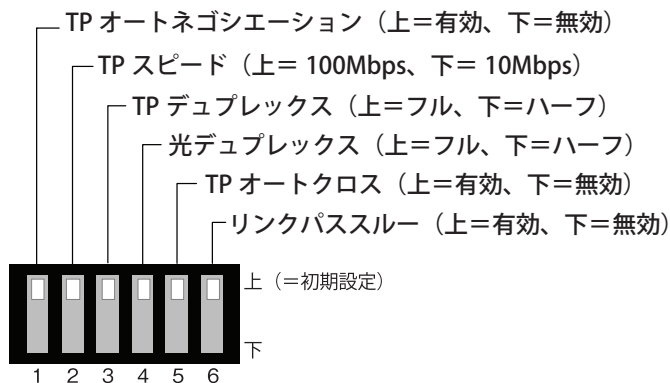 TP オートネゴシエーション（上＝有効、下＝無効）
TP スピード（上＝ 100Mbps、下＝ 10Mbps）
TP デュプレックス（上＝フル、下＝ハーフ）
光デュプレックス（上＝フル、下＝ハーフ）
TP オートクロス（上＝有効、下＝無効）
リンクパススルー（上＝有効、下＝無効）
上（＝初期設定）
下
1 2 3 4 5 6